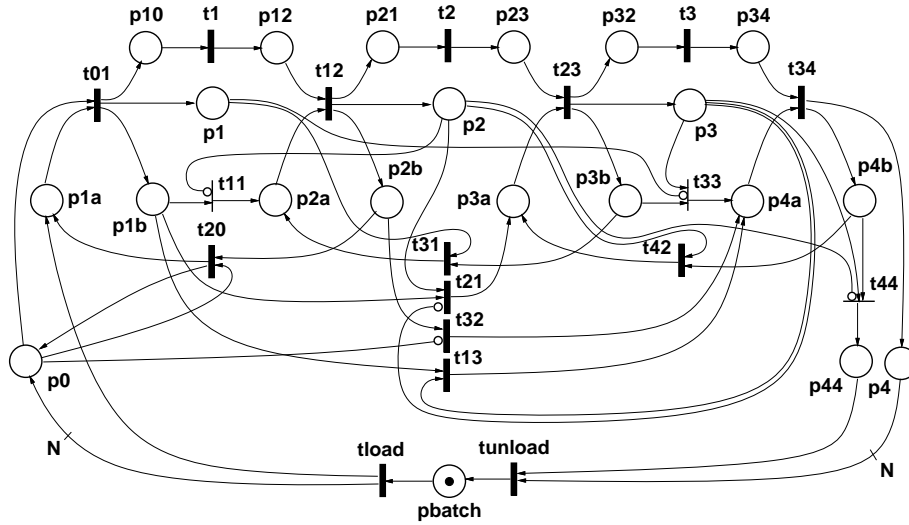 p10 t1 p12 p21 t2 p23 p32 t3 p34
t01 t12 t23 t34
p1 p2 p3
p1a p1b t11 p2a p2b p3a p3b t33 p4a p4b
t20 t31 t42 t44
t21
t32
t13
p0 p44 p4
N tload tunload N
pbatch